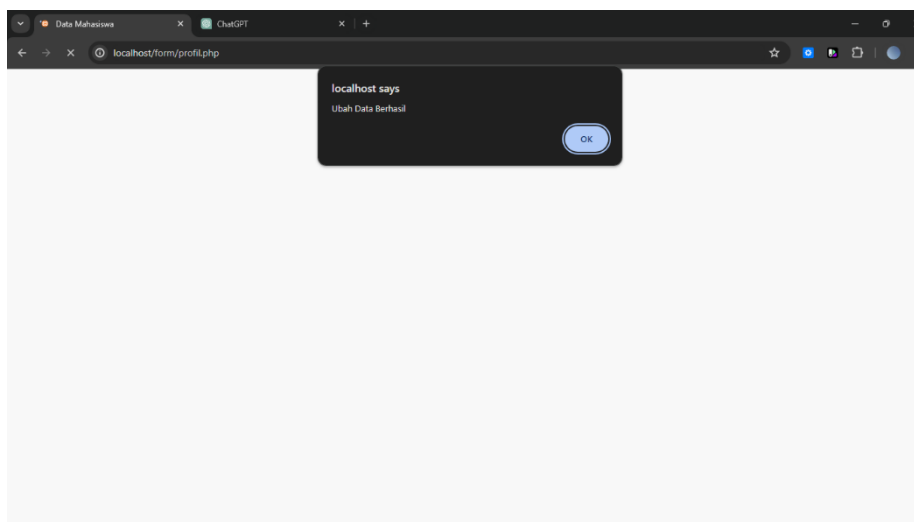 Data Mahasiswa
ChatGPT
localhost/form/profil.php
localhost says
Ubah Data Berhasil
OK